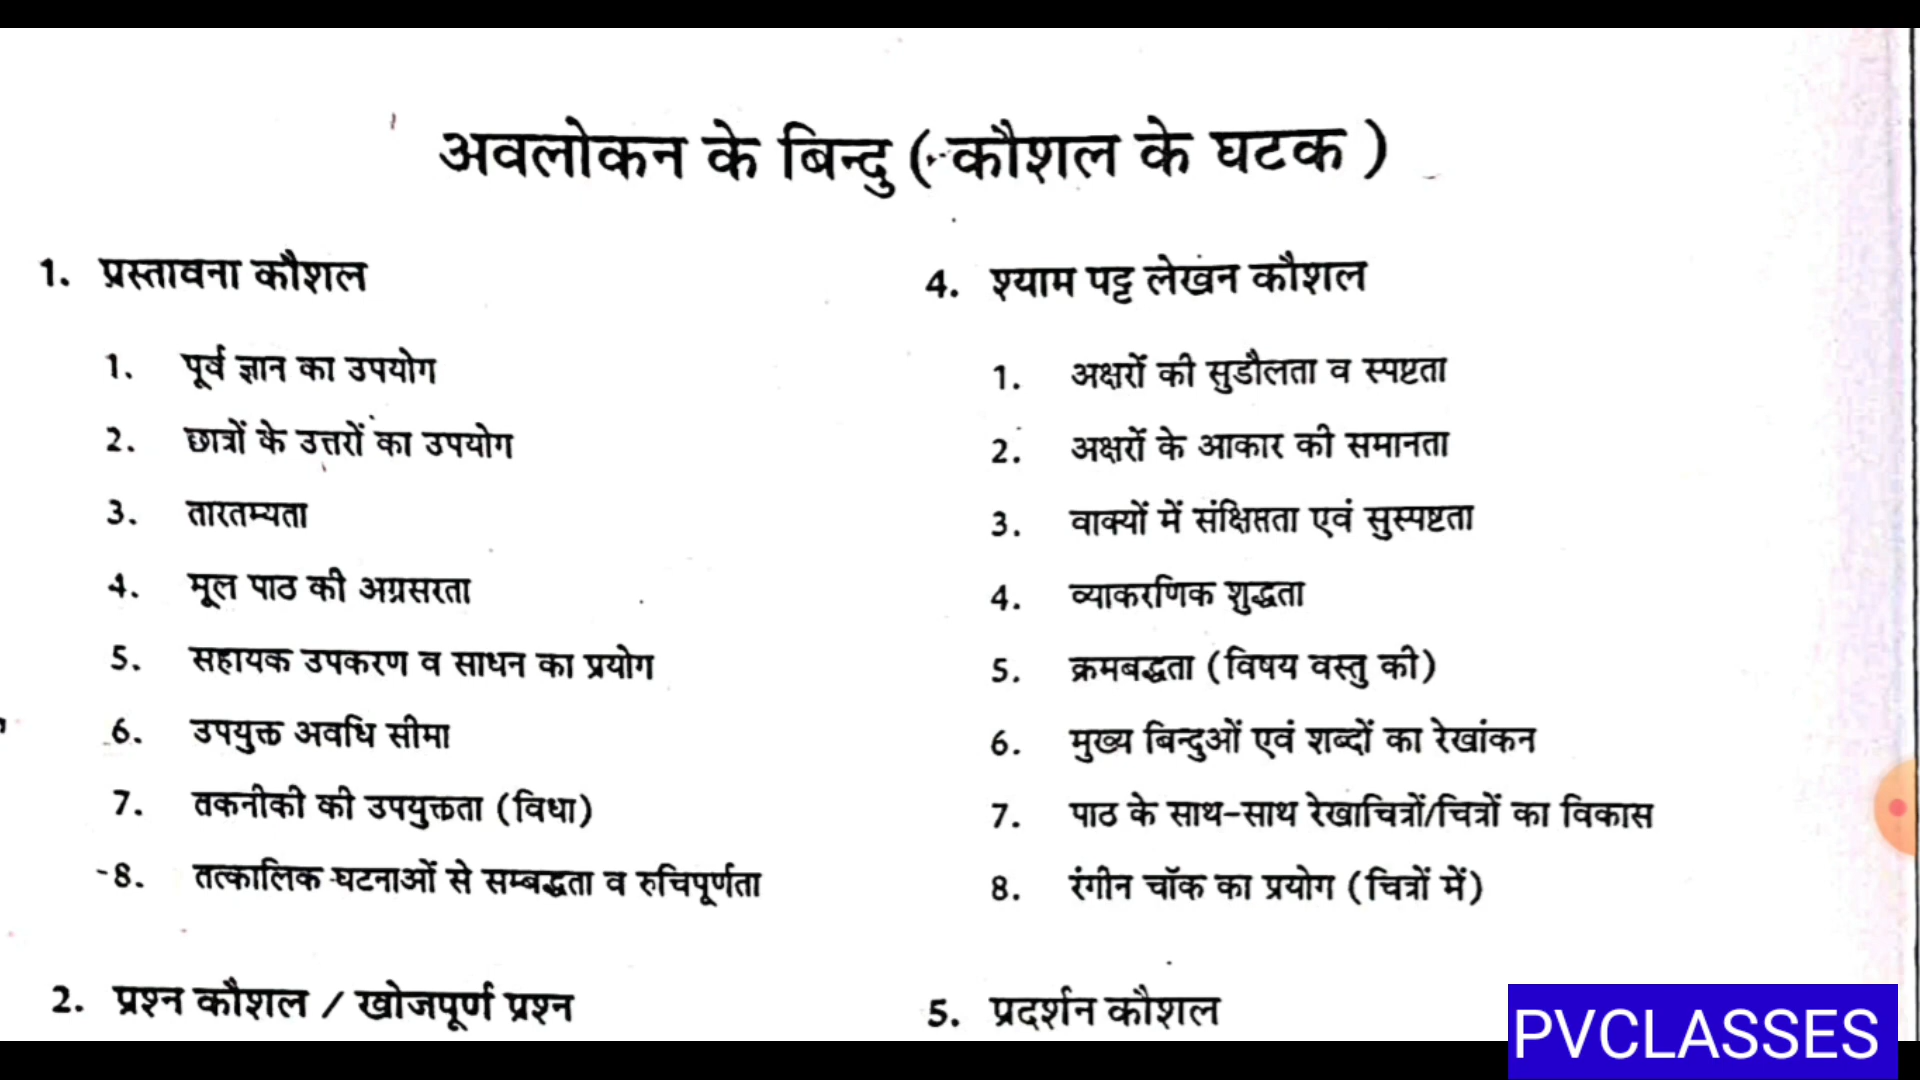 अवलोकन के बिन्दु ( कौशल के घटक )
1. प्रस्तावना कौशल
1. पूर्व ज्ञान का उपयोग
2. छात्रों के उत्तरों का उपयोग
3. तारतम्यता
4. मूल पाठ की अग्रसरता
5. सहायक उपकरण व साधन का प्रयोग
6. उपयुक्त अवधि सीमा
7. तकनीकी की उपयुक्तता (विधा)
8. तत्कालिक घटनाओं से सम्बद्धता व रुचिपूर्णता
2. प्रश्न कौशल / खोजपूर्ण प्रश्न
4. श्याम पट्ट लेखन कौशल
1. अक्षरों की सुडौलता व स्पष्टता
2. अक्षरों के आकार की समानता
3. वाक्यों में संक्षिप्तता एवं सुस्पष्टता
4. व्याकरणिक शुद्धता
5. क्रमबद्धता (विषय वस्तु की)
6. मुख्य बिन्दुओं एवं शब्दों का रेखांकन
7. पाठ के साथ-साथ रेखाचित्रों/चित्रों का विकास
8. रंगीन चॉक का प्रयोग (चित्रों में)
5. प्रदर्शन कौशल
PVCLASSES